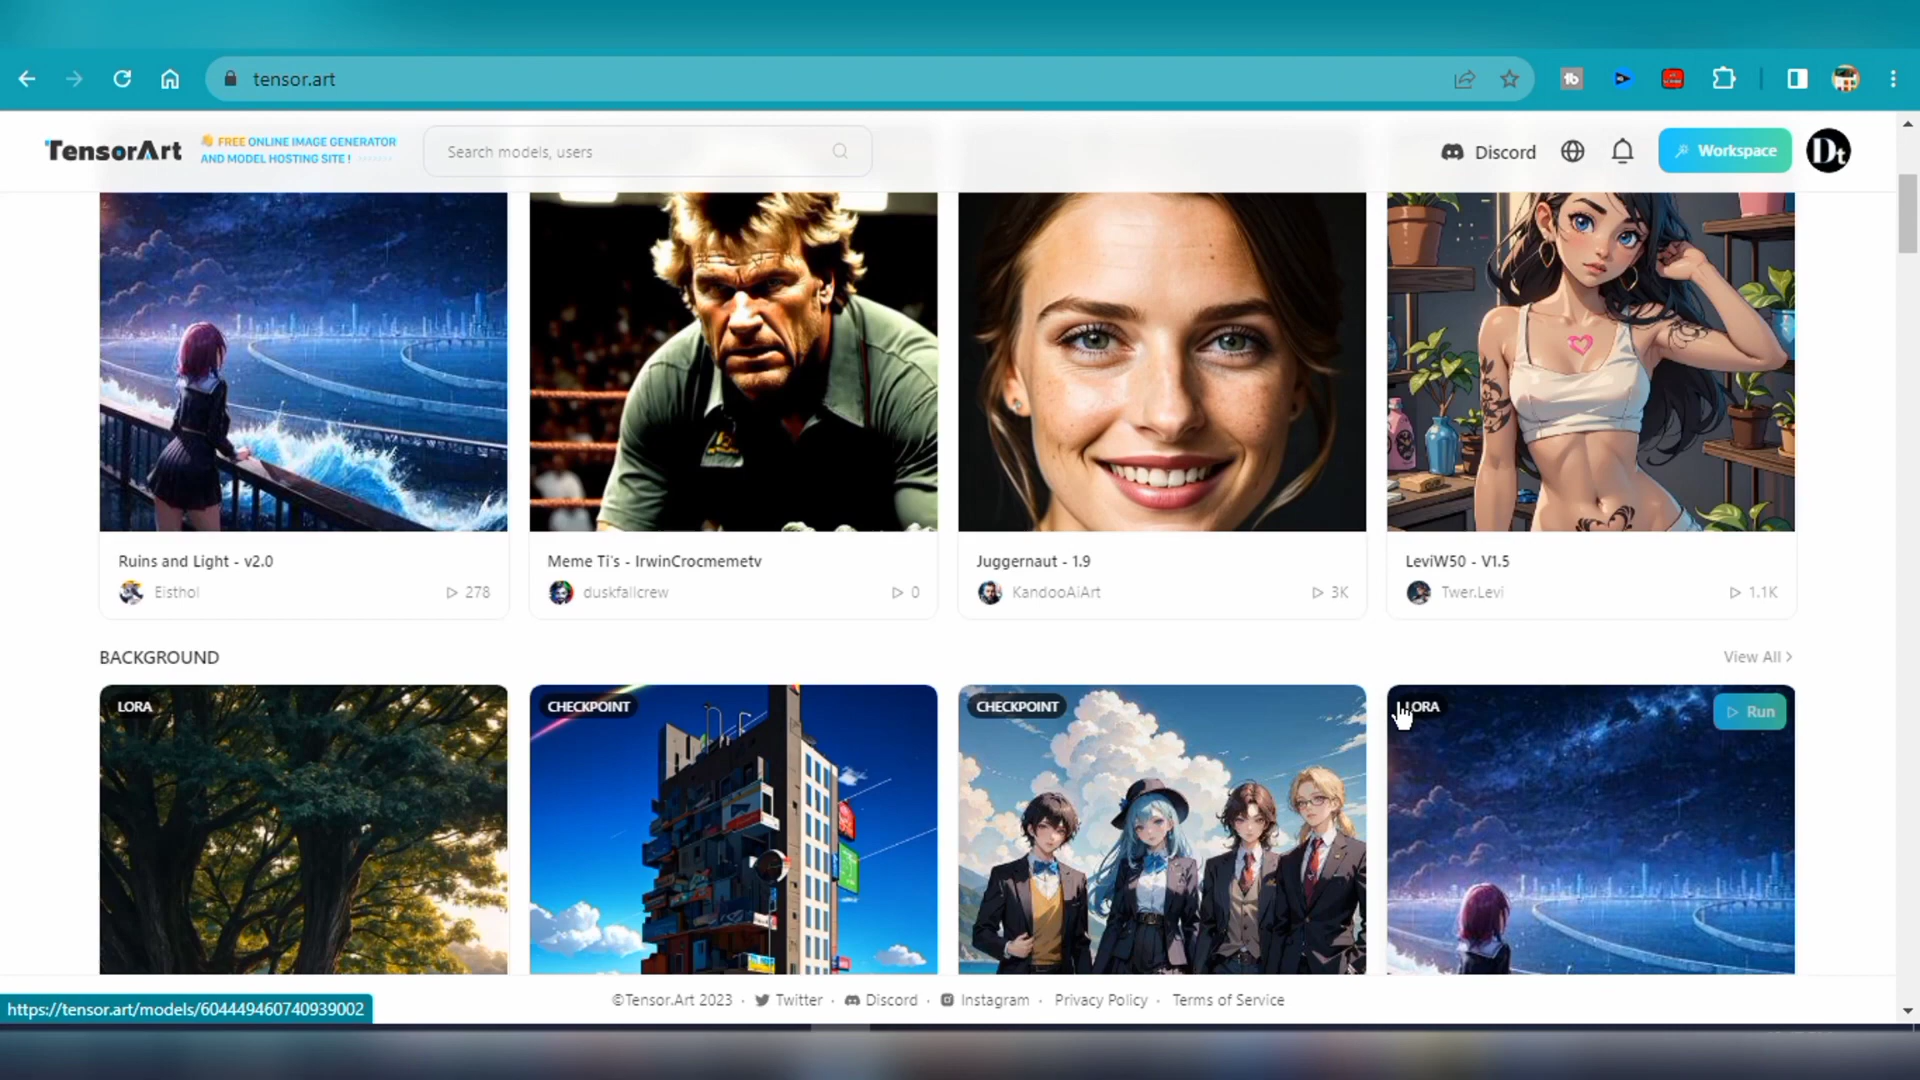 tensor.art
TensorArt
FREE ONLINE IMAGE GENERATOR
AND MODEL HOSTING SITE !
Search models, users
Discord
Workspace
Dt
Ruins and Light - v2.0
Eisthol
278
Meme Ti's - IrwinCrocmemetv
duskfallcrew
0
Juggernaut - 1.9
KandooAiArt
3K
LeviW50 - V1.5
Twer.Levi
1.1K
BACKGROUND
View All >
LORA
CHECKPOINT
CHECKPOINT
LORA
Run
©Tensor.Art 2023 · Twitter · Discord · Instagram · Privacy Policy · Terms of Service
https://tensor.art/models/604449460740939002